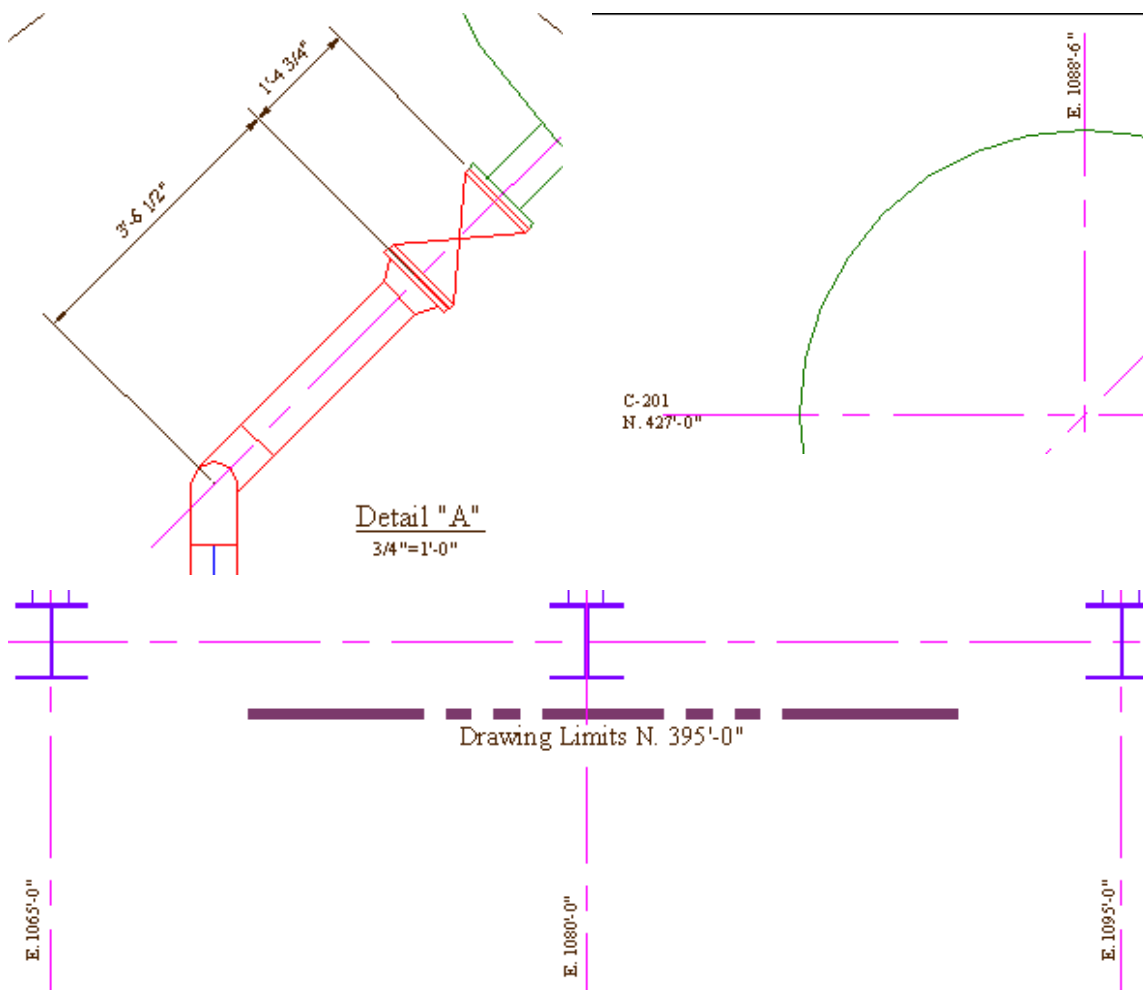 1'-4 3/4"
3'-6 1/2"
Detail "A"
3/4"=1'-0"
E. 1088'-6"
C-201
N. 427'-0"
Drawing Limits N. 395'-0"
E. 1065'-0"
E. 1080'-0"
E. 1095'-0"